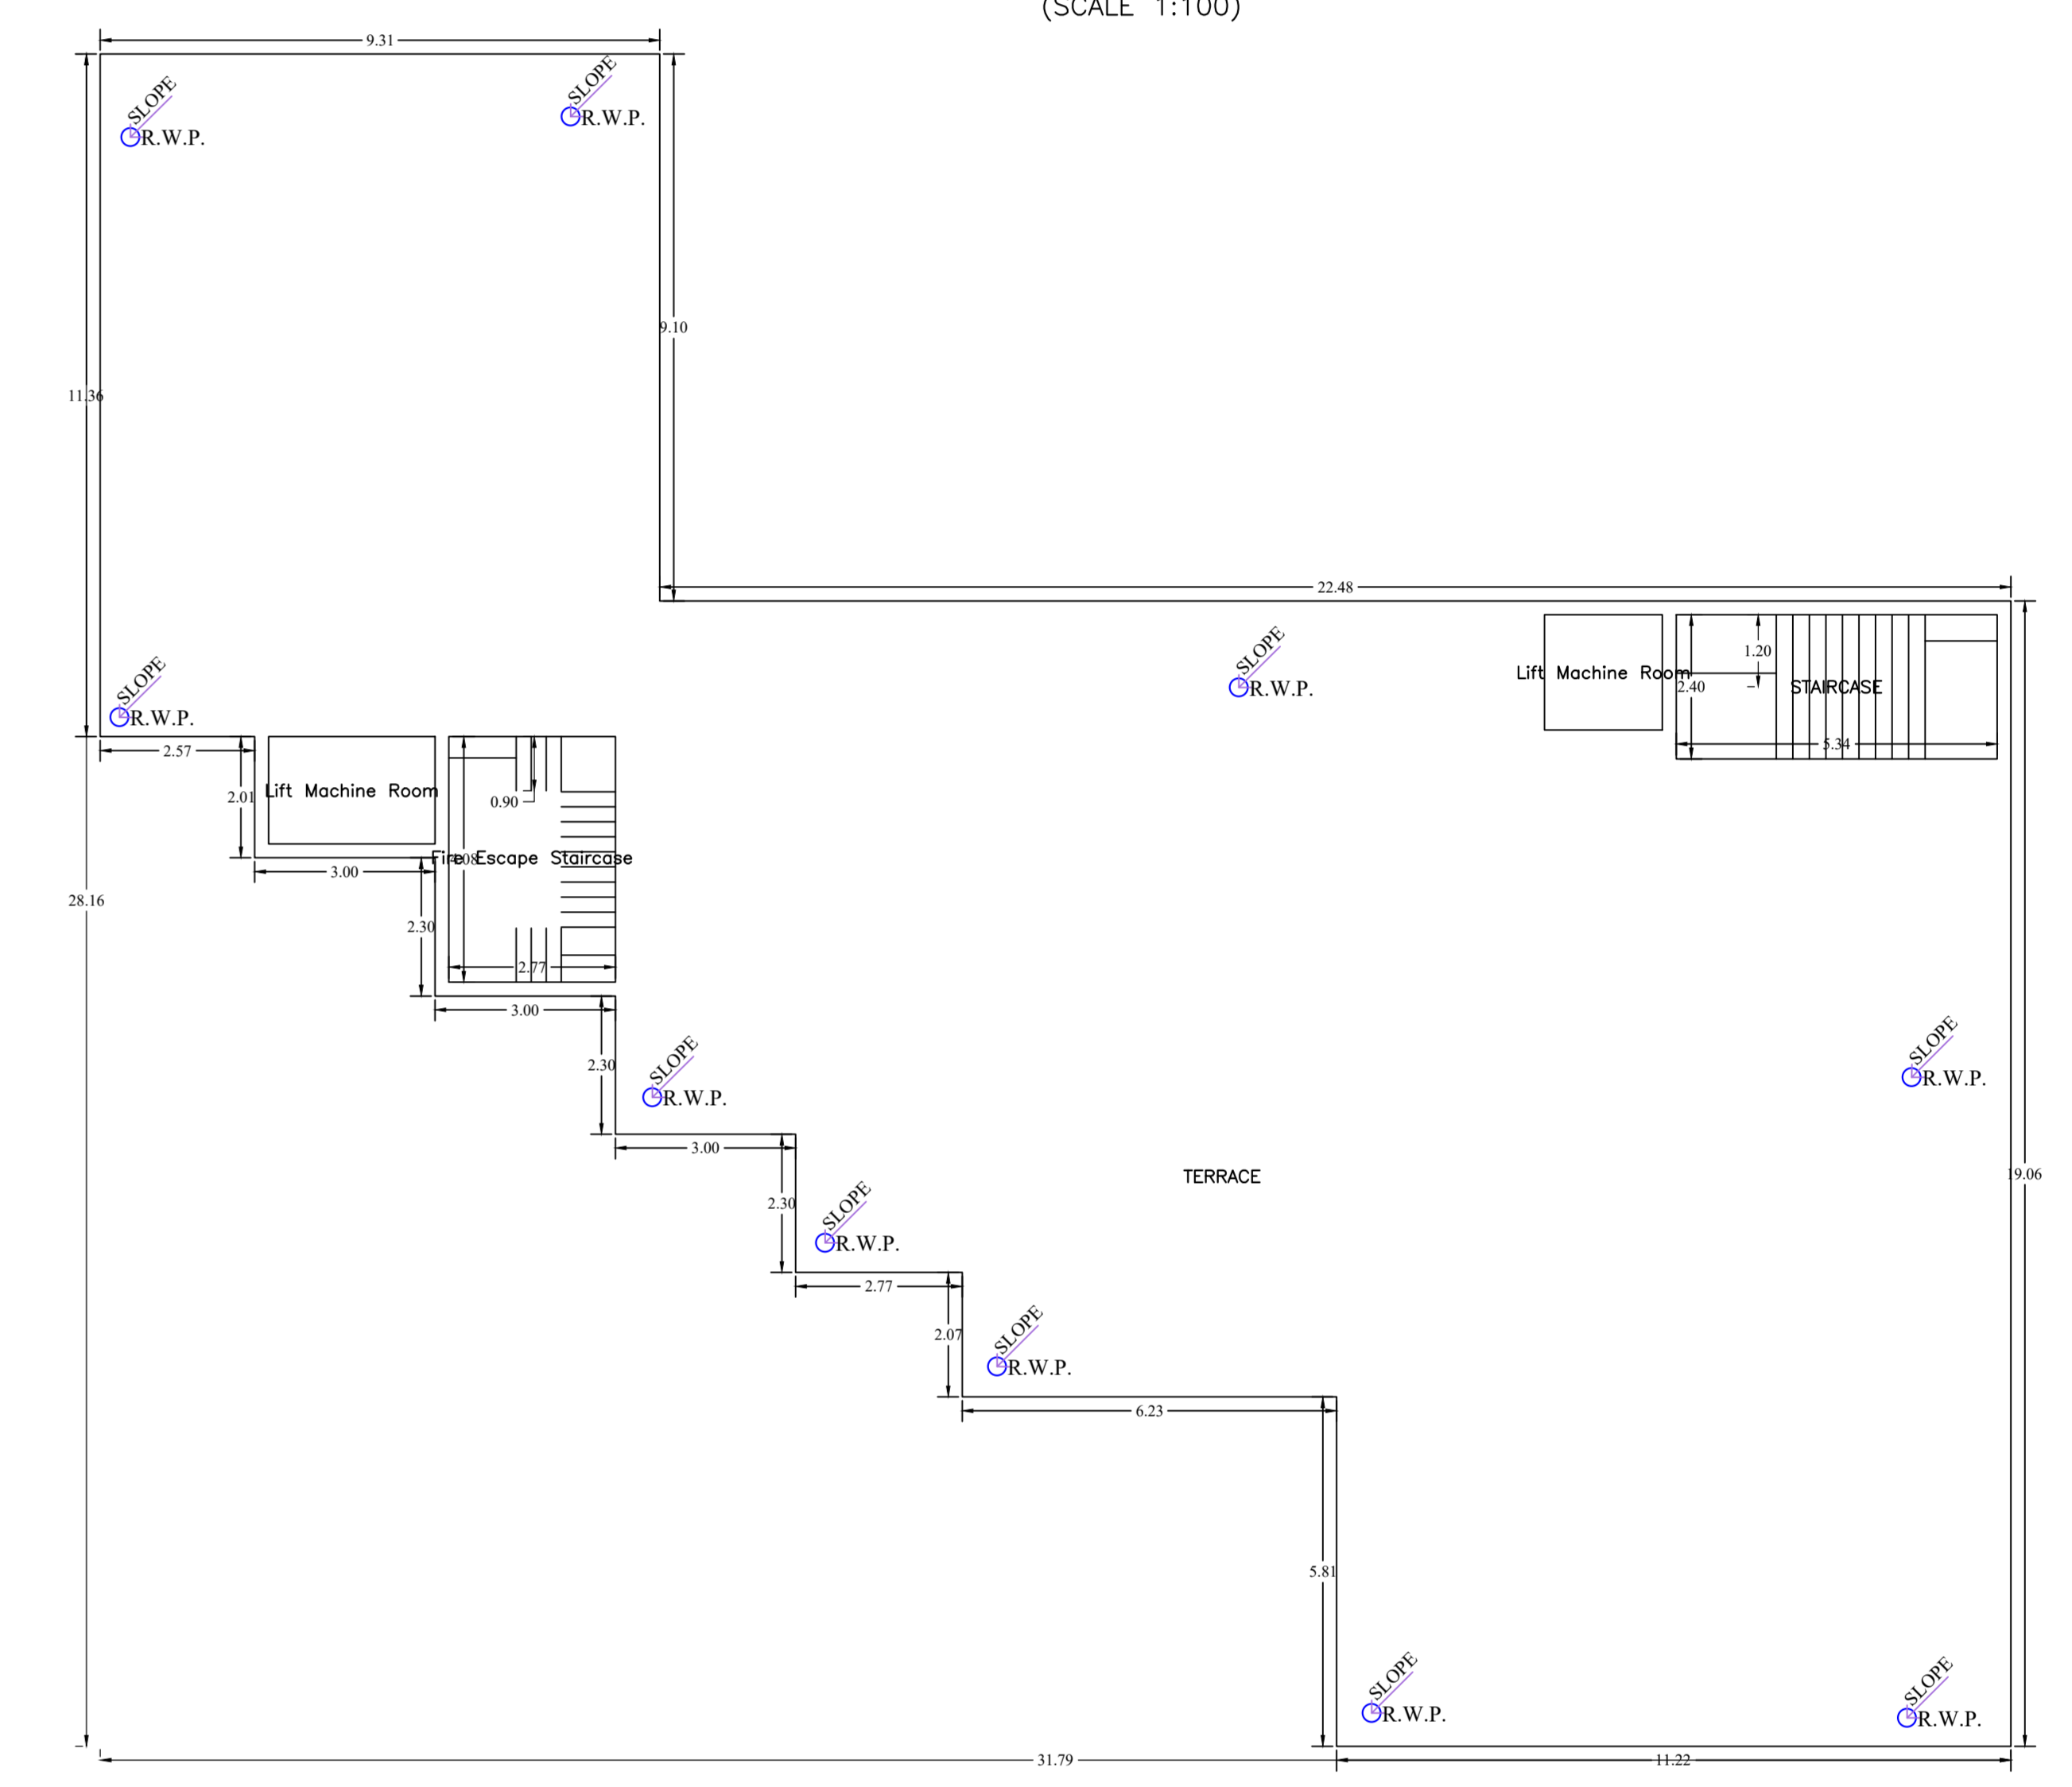 (SCALE 1:100)
9.31
SLOPE
R.W.P.
SLOPE
R.W.P.
9.10
11.36
22.48
SLOPE
R.W.P.
Lift Machine Room
1.20
2.40
STAIRCASE
5.34
SLOPE
R.W.P.
2.57
2.01
Lift Machine Room
0.90
Fire Escape Staircase
4.08
3.00
28.16
2.30
2.77
3.00
2.30
SLOPE
R.W.P.
SLOPE
R.W.P.
3.00
TERRACE
19.06
2.30
SLOPE
R.W.P.
2.77
2.07
SLOPE
R.W.P.
6.23
5.81
SLOPE
R.W.P.
SLOPE
R.W.P.
31.79
11.22